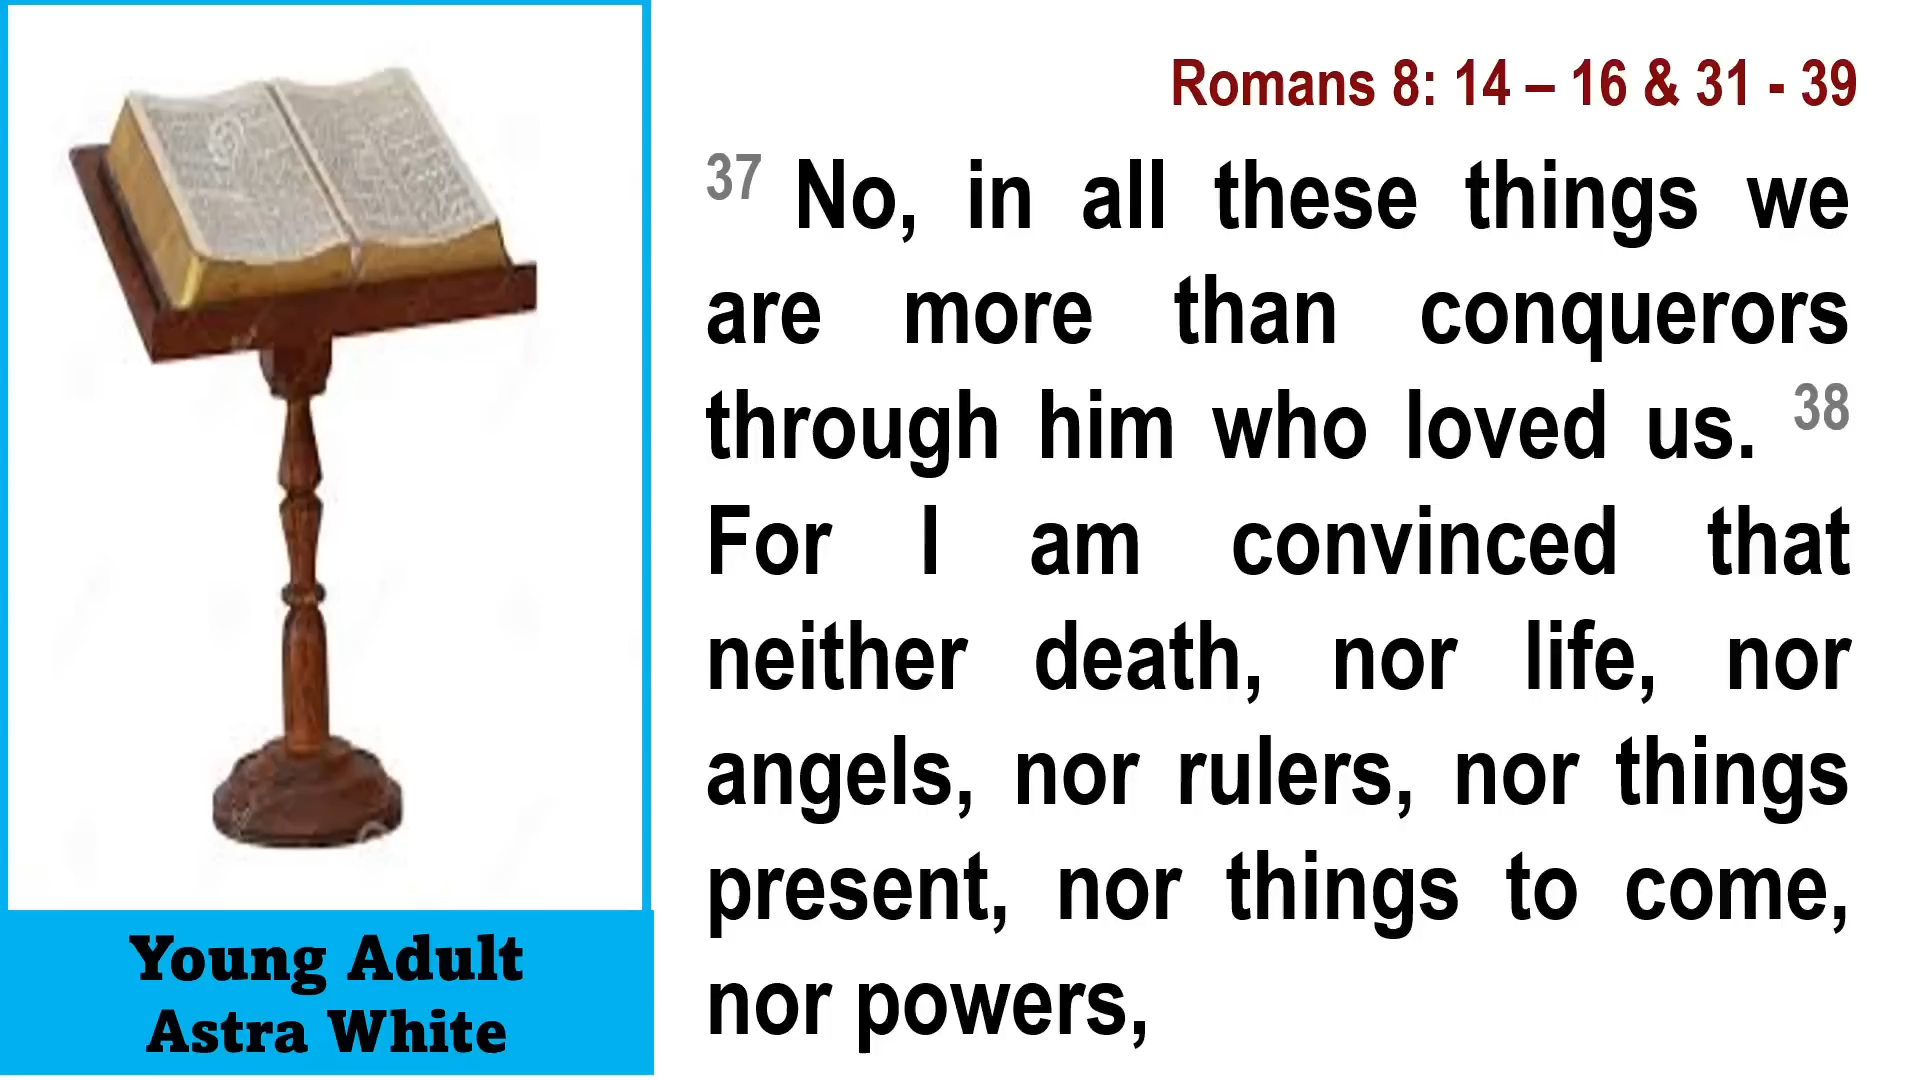 Romans 8: 14 – 16 & 31 - 39
37 No, in all these things we
are more than conquerors
through him who loved us. 38
For I am convinced that
neither death, nor life, nor
angels, nor rulers, nor things
present, nor things to come,
nor powers,
Young Adult
Astra White